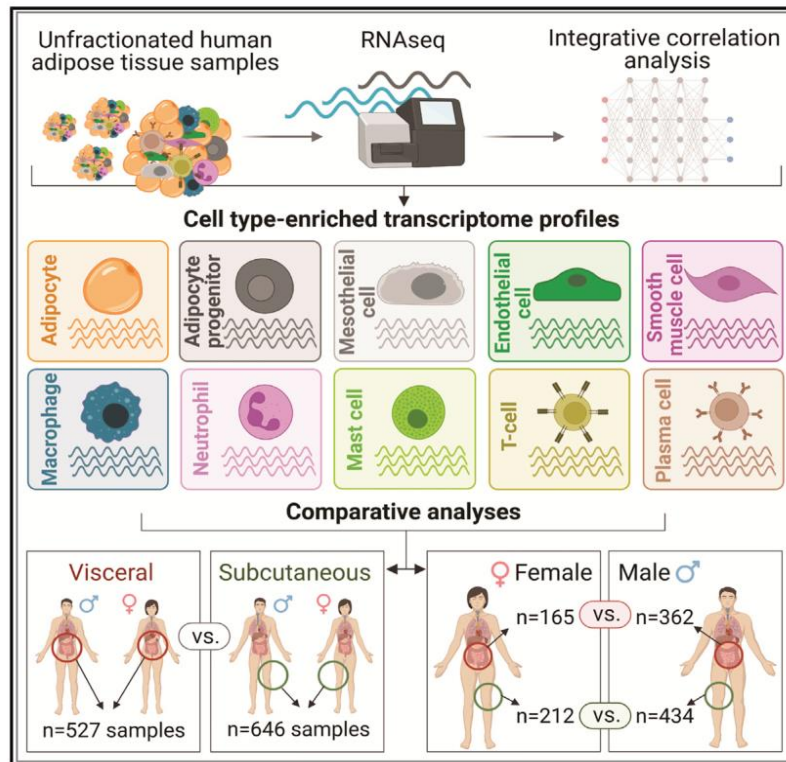 Unfractionated human
adipose tissue samples
RNAseq
Integrative correlation
analysis
Cell type-enriched transcriptome profiles
Adipocyte
Adipocyte
progenitor
Mesothelial
cell
Endothelial
cell
Smooth
muscle cell
Macrophage
Neutrophil
Mast cell
T-cell
Plasma cell
Comparative analyses
Visceral
♂ ♀
n=527 samples
vs.
Subcutaneous
♂ ♀
n=646 samples
♀ Female
Male ♂
n=165 vs. n=362
n=212 vs. n=434